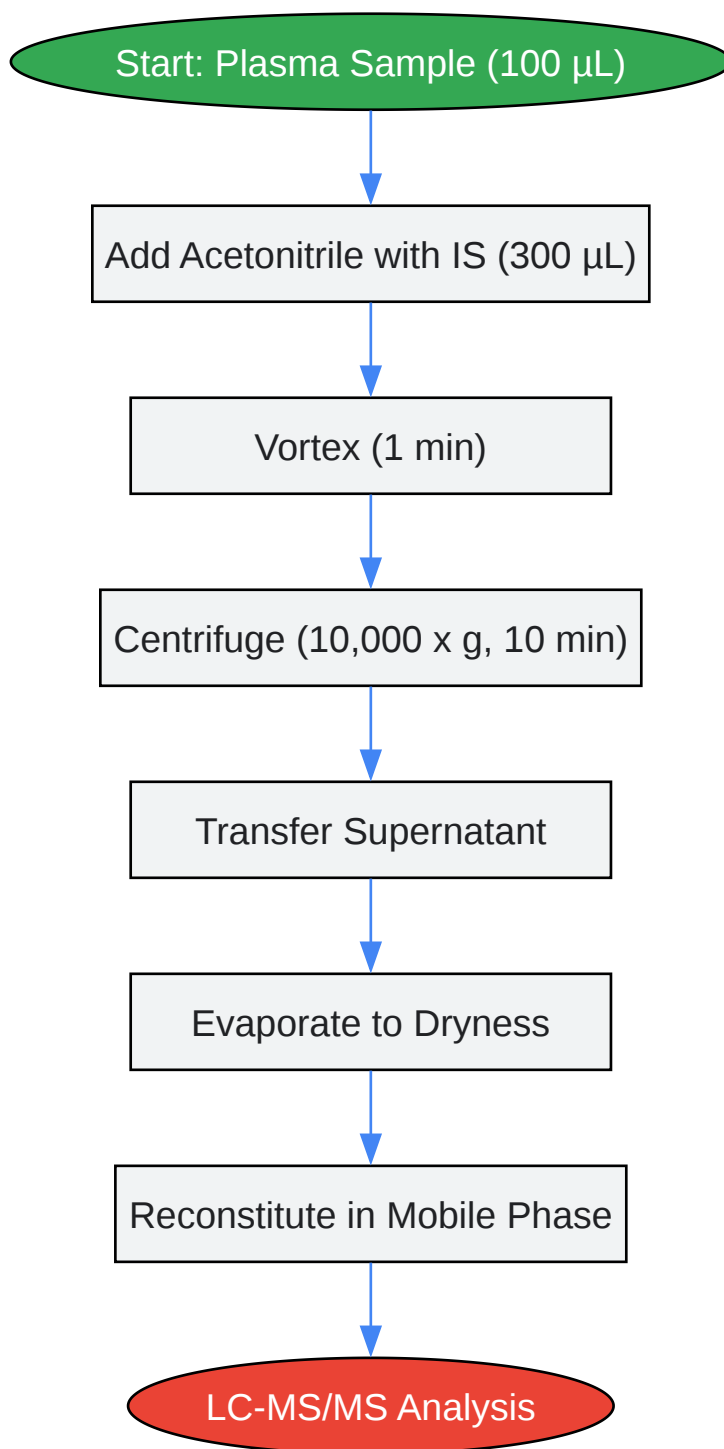 Start: Plasma Sample (100 µL)
Add Acetonitrile with IS (300 µL)
Vortex (1 min)
Centrifuge (10,000 x g, 10 min)
Transfer Supernatant
Evaporate to Dryness
Reconstitute in Mobile Phase
LC-MS/MS Analysis